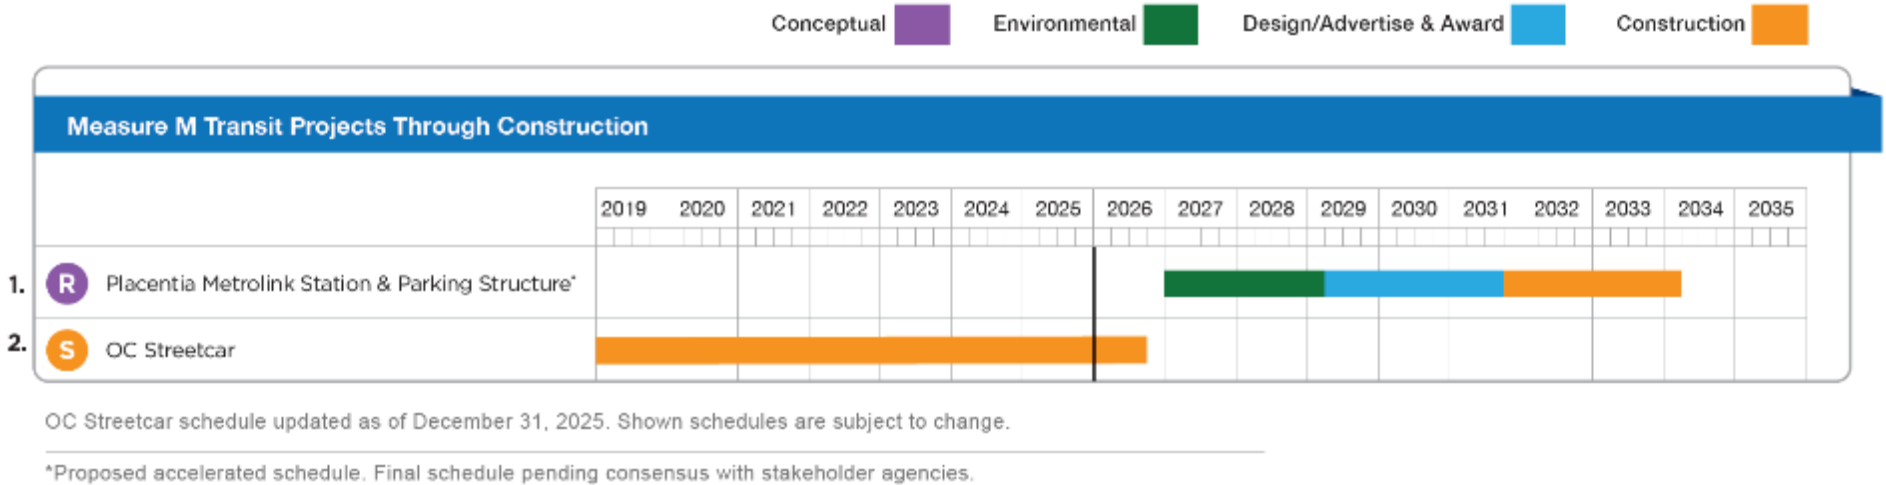 Conceptual Environmental Design/Advertise & Award Construction
Measure M Transit Projects Through Construction
2019 2020 2021 2022 2023 2024 2025 2026 2027 2028 2029 2030 2031 2032 2033 2034 2035
1. R Placentia Metrolink Station & Parking Structure*
2. S OC Streetcar
OC Streetcar schedule updated as of December 31, 2025. Shown schedules are subject to change.
*Proposed accelerated schedule. Final schedule pending consensus with stakeholder agencies.